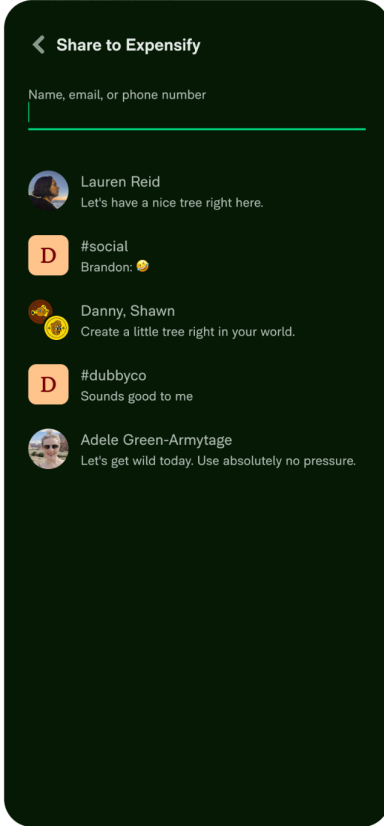 Share to Expensify
Name, email, or phone number
Lauren Reid
Let's have a nice tree right here.
D
#social
Brandon: 🤣
Danny, Shawn
Create a little tree right in your world.
D
#dubbyco
Sounds good to me
Adele Green-Armytage
Let's get wild today. Use absolutely no pressure.